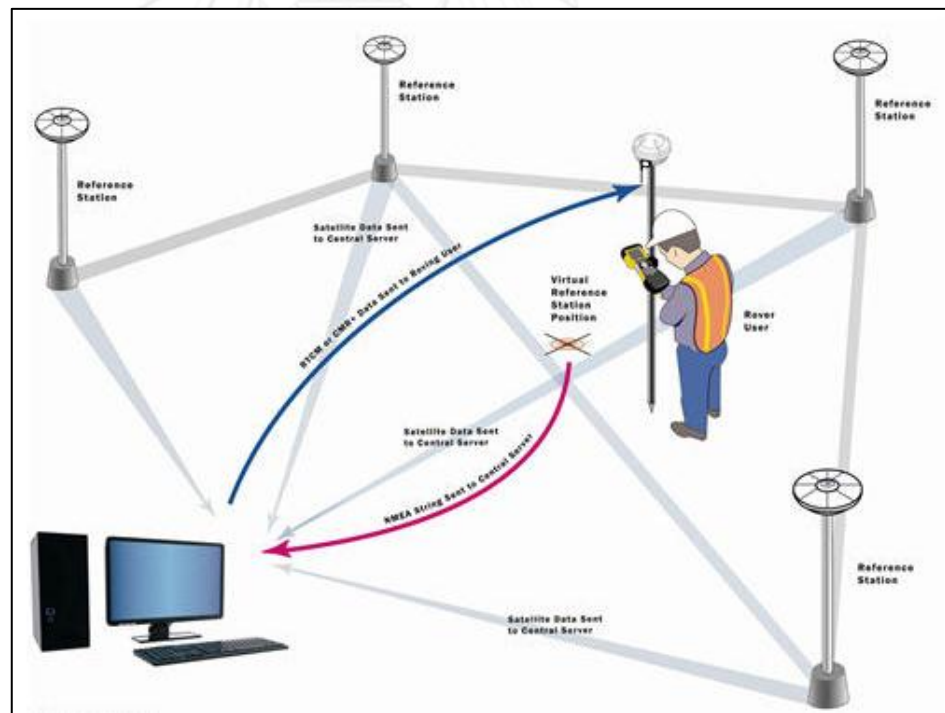 Reference
Station
Reference
Station
Reference
Station
Reference
Station
Satellite Data Sent
to Central Server
RTCM or CMR+ Data Sent to Roving User
Virtual
Reference
Station
Position
Rover
User
Satellite Data Sent
to Central Server
NMEA String Sent to Central Server
Reference
Station
Satellite Data Sent
to Central Server